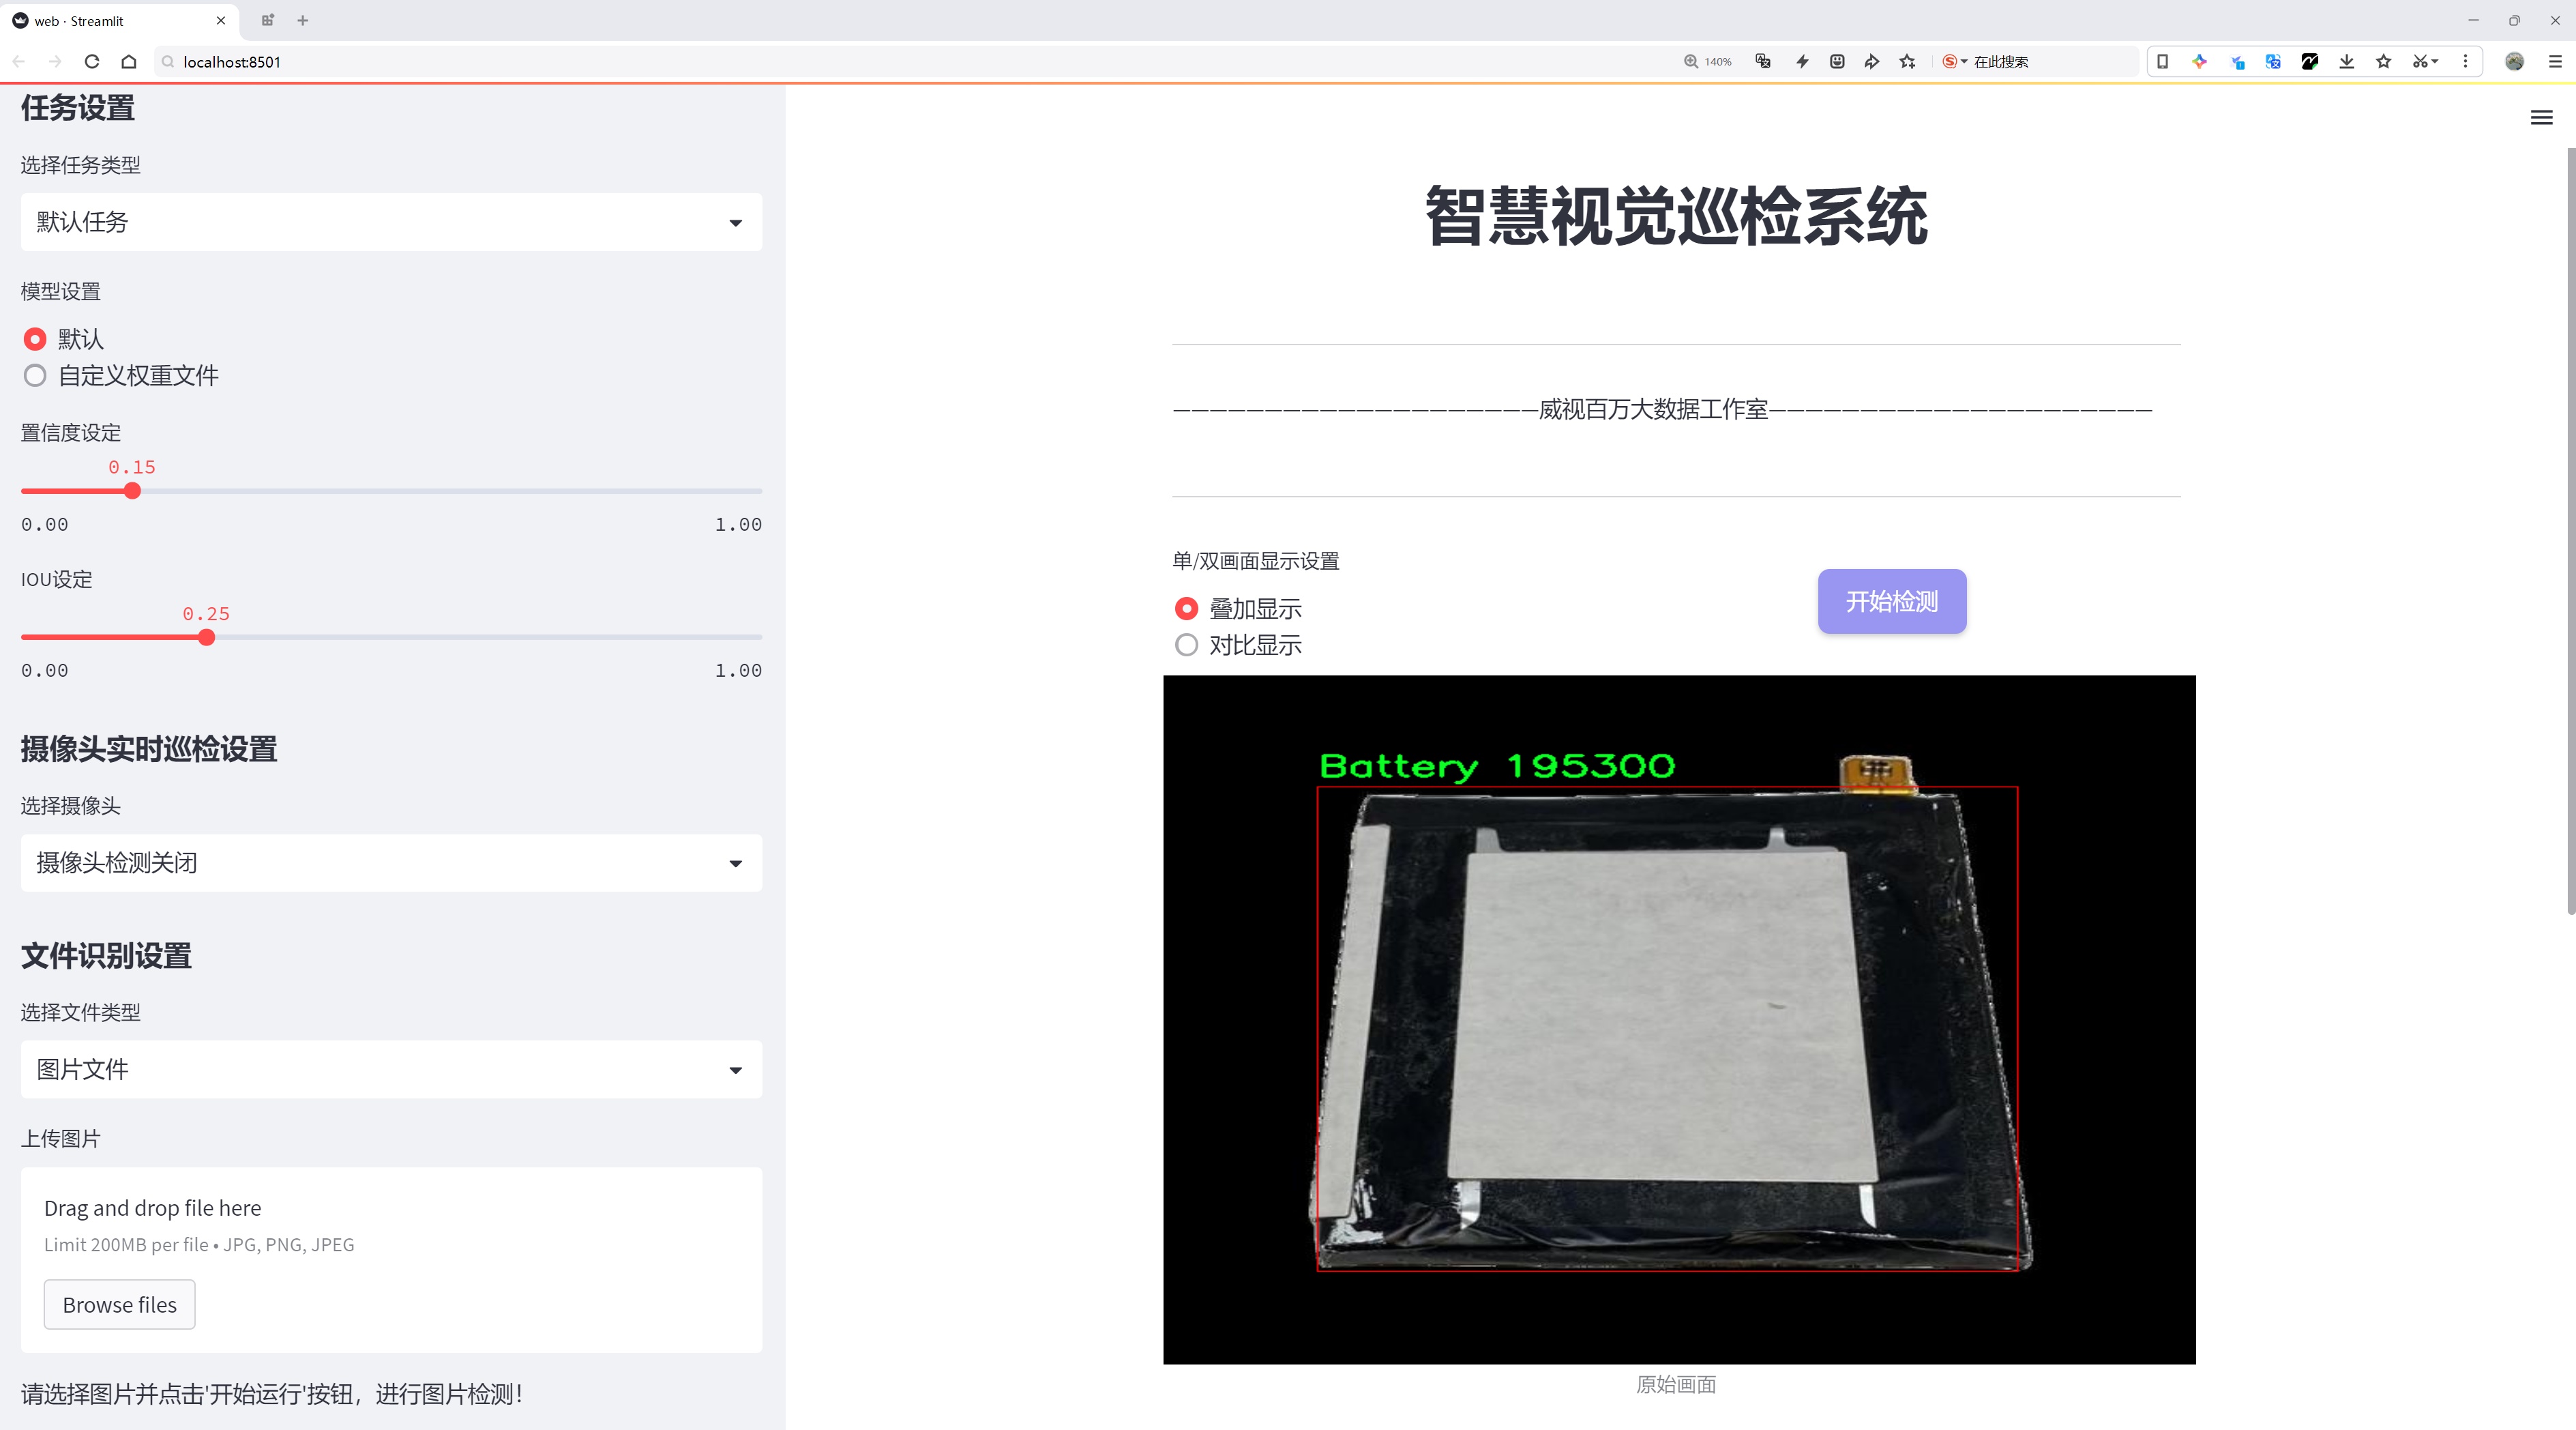 web · Streamlit
localhost:8501
140%
在此搜索
任务设置
选择任务类型
默认任务
模型设置
默认
自定义权重文件
置信度设定
0.15
0.00
1.00
IOU设定
0.25
0.00
1.00
摄像头实时巡检设置
选择摄像头
摄像头检测关闭
文件识别设置
选择文件类型
图片文件
上传图片
Drag and drop file here
Limit 200MB per file • JPG, PNG, JPEG
Browse files
请选择图片并点击'开始运行'按钮，进行图片检测！
智慧视觉巡检系统
————————————————————威视百万大数据工作室—————————————————————
单/双画面显示设置
叠加显示
对比显示
开始检测
Battery 195300
原始画面